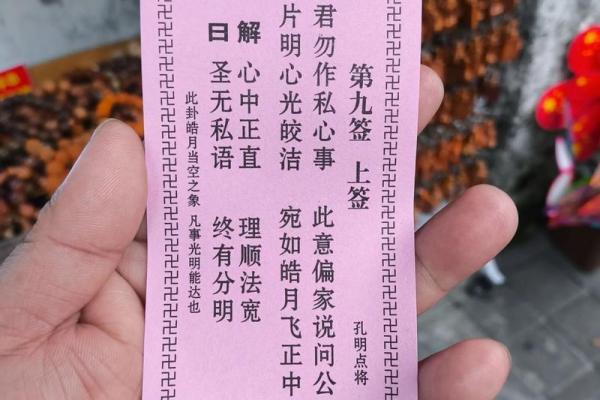 第九签 上签 孔明点将
君勿作私心事 此意偏家说问公
片明心光皎洁 宛如皓月飞正中
解 心中正直 理顺法宽
曰 圣无私语 终有分明
此卦皓月当空之象 凡事光明能达也